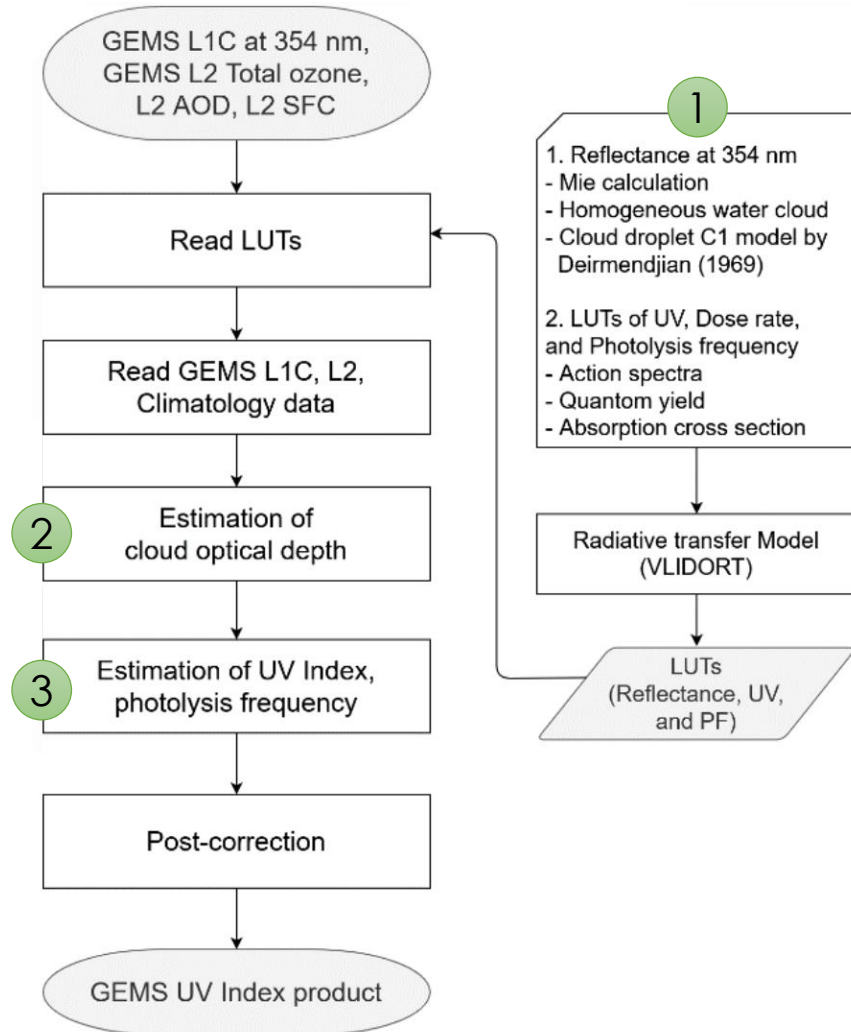 GEMS L1C at 354 nm,
GEMS L2 Total ozone,
L2 AOD, L2 SFC
Read LUTs
Read GEMS L1C, L2,
Climatology data
2
Estimation of
cloud optical depth
3
Estimation of UV Index,
photolysis frequency
Post-correction
GEMS UV Index product
1
1. Reflectance at 354 nm
- Mie calculation
- Homogeneous water cloud
- Cloud droplet C1 model by
Deirmendjian (1969)
2. LUTs of UV, Dose rate,
and Photolysis frequency
- Action spectra
- Quantom yield
- Absorption cross section
Radiative transfer Model
(VLIDORT)
LUTs
(Reflectance, UV,
and PF)